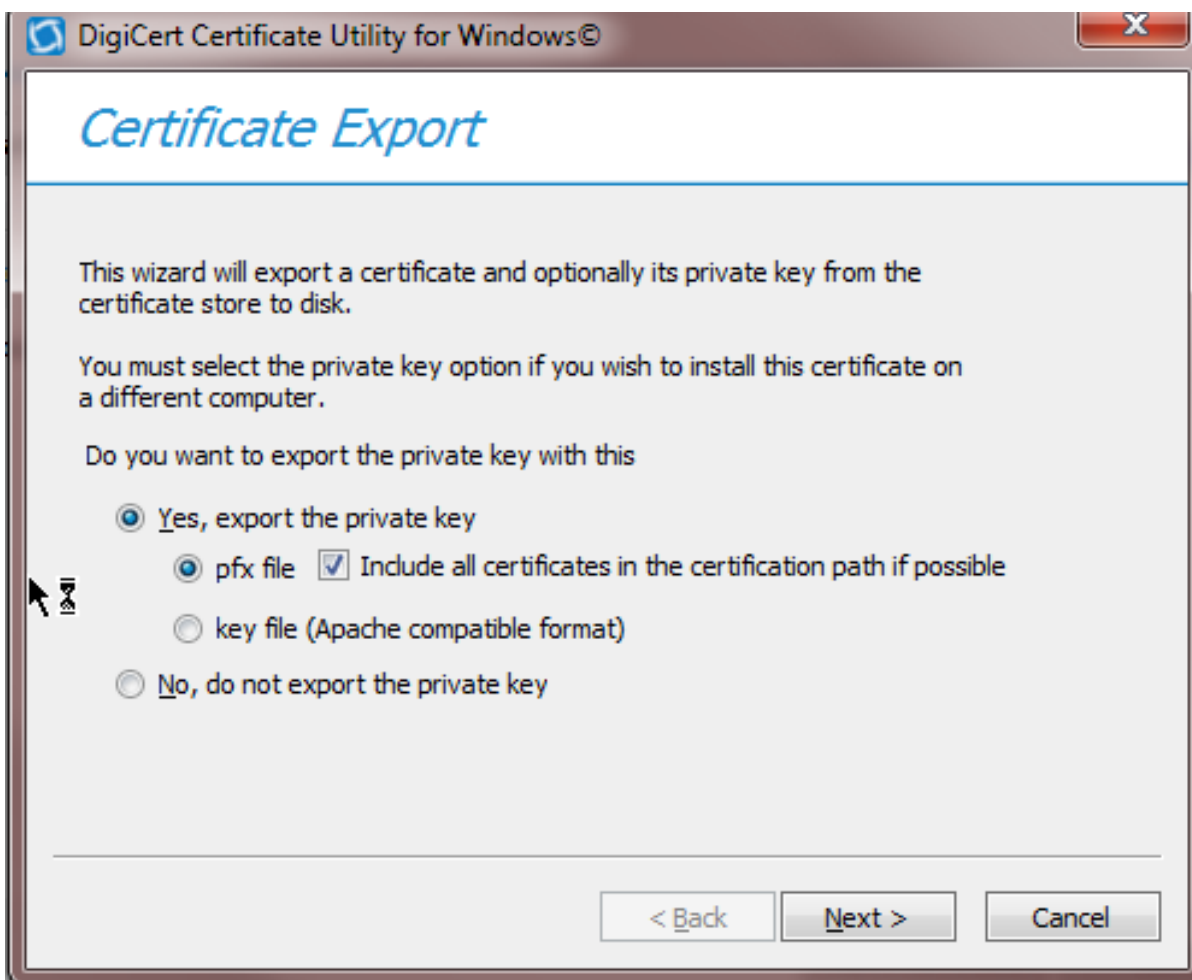 DigiCert Certificate Utility for Windows©
X
Certificate Export
This wizard will export a certificate and optionally its private key from the
certificate store to disk.
You must select the private key option if you wish to install this certificate on
a different computer.
Do you want to export the private key with this
Yes, export the private key
pfx file Include all certificates in the certification path if possible
key file (Apache compatible format)
No, do not export the private key
< Back Next > Cancel